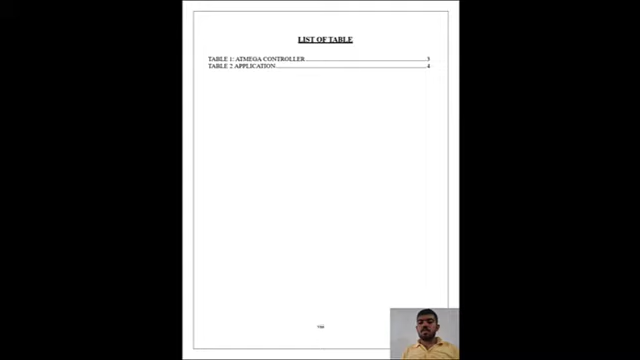 LIST OF TABLE
TABLE 1: ATMEGA CONTROLLER 3
TABLE 2 APPLICATION 4